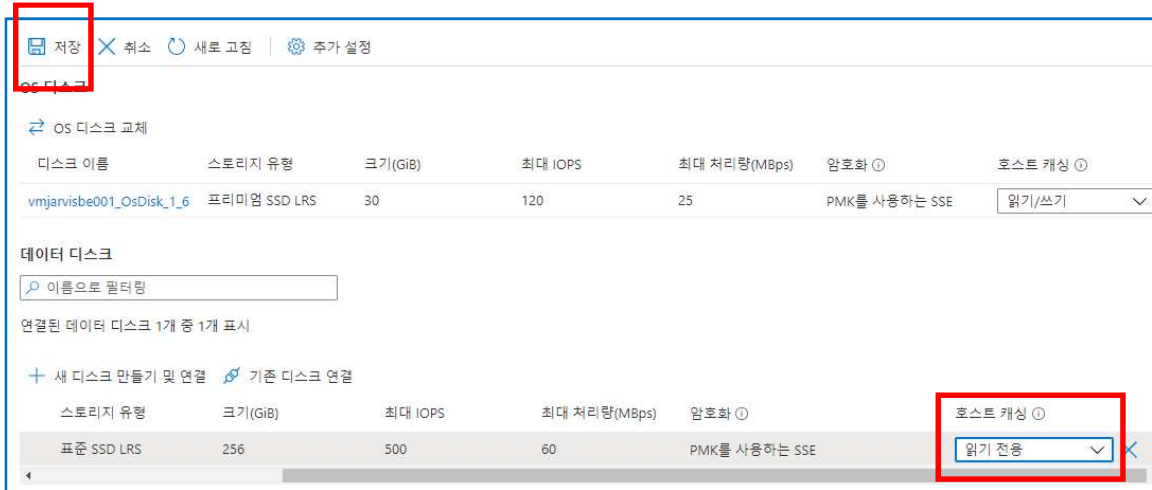 저장 취소 새로 고침 추가 설정
OS 디스크
OS 디스크 교체
디스크 이름 스토리지 유형 크기(GiB) 최대 IOPS 최대 처리량(MBps) 암호화 호스트 캐싱
vmjarvisbe001_OsDisk_1_6 프리미엄 SSD LRS 30 120 25 PMK를 사용하는 SSE 읽기/쓰기
데이터 디스크
이름으로 필터링
연결된 데이터 디스크 1개 중 1개 표시
새 디스크 만들기 및 연결 기존 디스크 연결
스토리지 유형 크기(GiB) 최대 IOPS 최대 처리량(MBps) 암호화 호스트 캐싱
표준 SSD LRS 256 500 60 PMK를 사용하는 SSE 읽기 전용